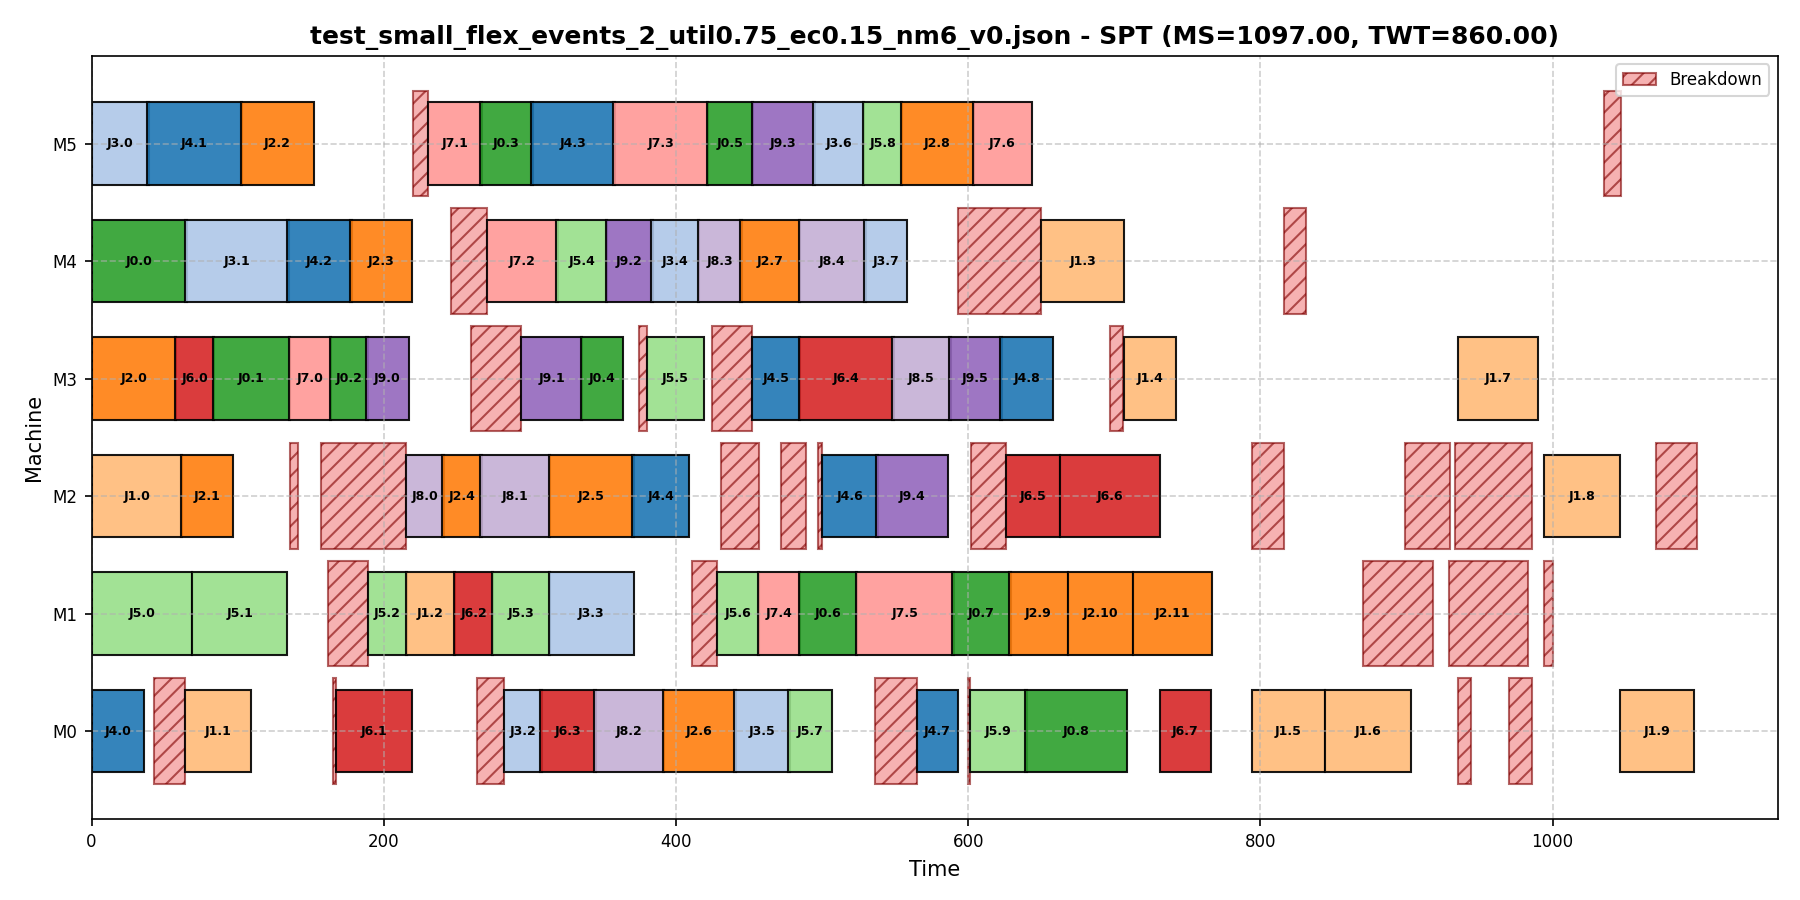 test_small_flex_events_2_util0.75_ec0.15_nm6_v0.json - SPT (MS=1097.00, TWT=860.00)
Breakdown
M5
J3.0 J4.1 J2.2 J7.1 J0.3 J4.3 J7.3 J0.5 J9.3 J3.6 J5.8 J2.8 J7.6
M4
J0.0 J3.1 J4.2 J2.3 J7.2 J5.4 J9.2 J3.4 J8.3 J2.7 J8.4 J3.7 J1.3
M3
J2.0 J6.0 J0.1 J7.0 J0.2 J9.0 J9.1 J0.4 J5.5 J4.5 J6.4 J8.5 J9.5 J4.8 J1.4 J1.7
Machine
M2
J1.0 J2.1 J8.0 J2.4 J8.1 J2.5 J4.4 J4.6 J9.4 J6.5 J6.6 J1.8
M1
J5.0 J5.1 J5.2 J1.2 J6.2 J5.3 J3.3 J5.6 J7.4 J0.6 J7.5 J0.7 J2.9 J2.10 J2.11
M0
J4.0 J1.1 J6.1 J3.2 J6.3 J8.2 J2.6 J3.5 J5.7 J4.7 J5.9 J0.8 J6.7 J1.5 J1.6 J1.9
0 200 400 600 800 1000
Time